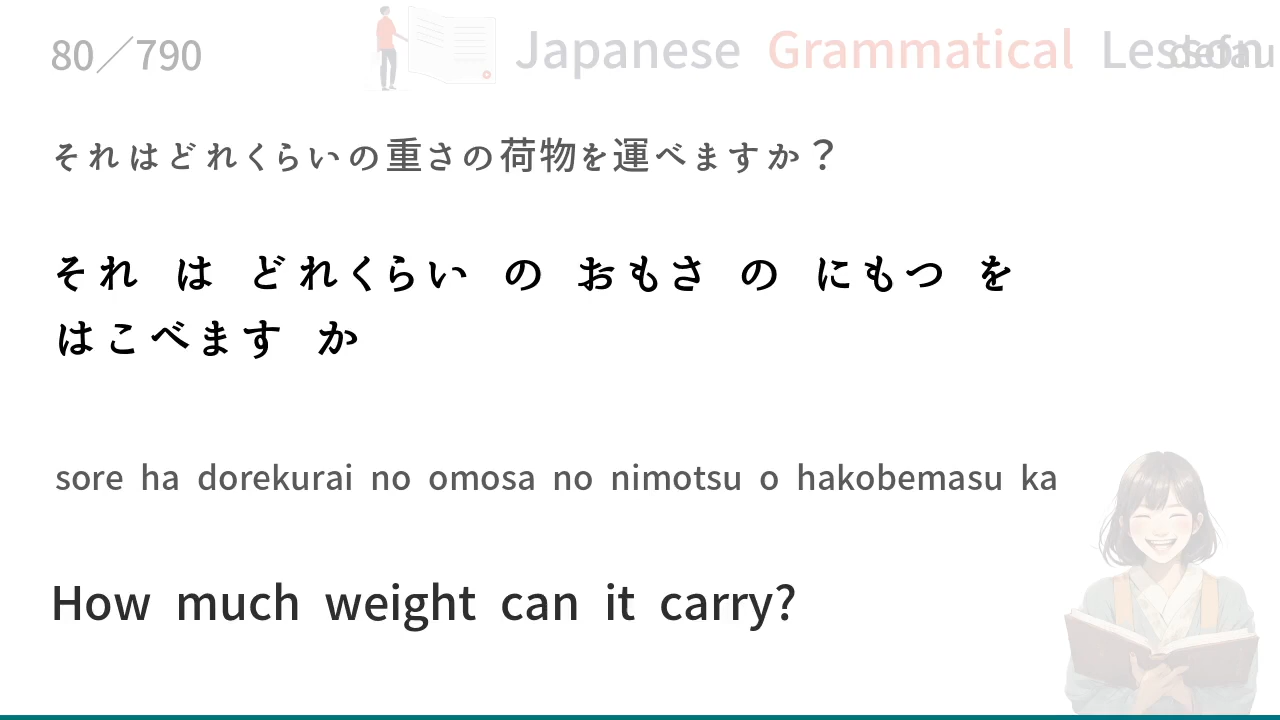 80／790
Japanese Grammatical Lesson
defau
それはどれくらいの重さの荷物を運べますか？
それ は どれくらい の おもさ の にもつ を
はこべます か
sore ha dorekurai no omosa no nimotsu o hakobemasu ka
How much weight can it carry?